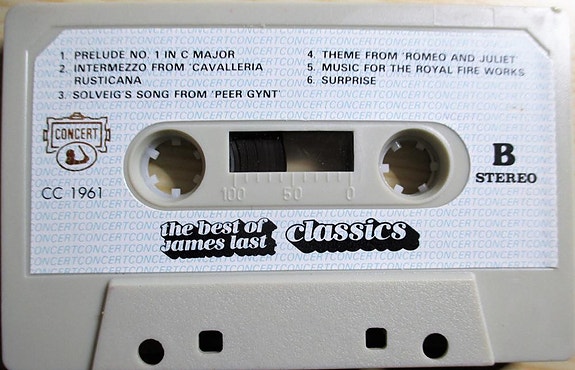 1. PRELUDE NO. 1 IN C MAJOR
2. INTERMEZZO FROM 'CAVALLERIA
RUSTICANA
3. SOLVEIG'S SONG FROM 'PEER GYNT'
4. THEME FROM 'ROMEO AND JULIET'
5. MUSIC FOR THE ROYAL FIRE WORKS
6. SURPRISE
CONCERT
CC 1961
100 50 0
B
STEREO
the best of
james last
classics